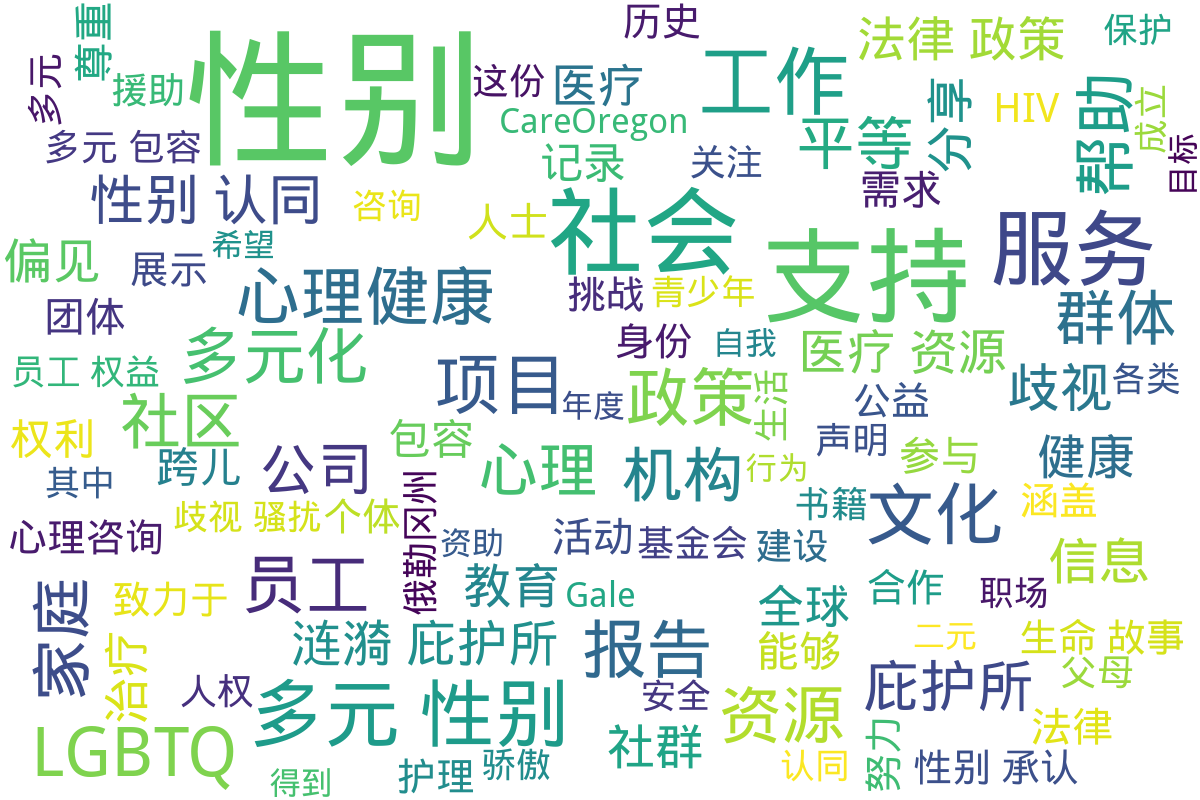 尊重
历史
法律 政策
保护
多元
援助
性别
这份
医疗
工作
CareOregon
分享
HIV
帮助
成立
多元 包容
平等
记录
关注
目标
性别 认同
咨询
人士
社会
需求
偏见
展示
希望
支持
服务
团体
心理健康
挑战
青少年
群体
员工 权益
多元化
身份
自我
医疗 资源
项目
年度
政策
生活
歧视
各类
权利
社区
公益
其中
跨儿
公司
包容
心理
机构
行为
声明
参与
健康
心理咨询
歧视 骚扰
个体
俄勒冈州
资助
活动
基金会
建设
书籍
文化
涵盖
家庭
致力于
员工
教育
Gale
全球
合作
职场
信息
治疗
涟漪 庇护所
报告
能够
二元
生命 故事
人权
多元 性别
安全
资源
庇护所
父母
LGBTQ
得到
护理
骄傲
社群
认同
努力
法律
性别 承认